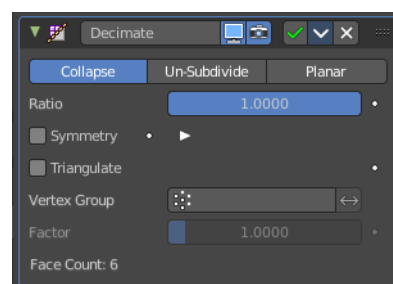 Decimate
Collapse Un-Subdivide Planar
Ratio 1.0000
Symmetry
Triangulate
Vertex Group
Factor 1.0000
Face Count: 6